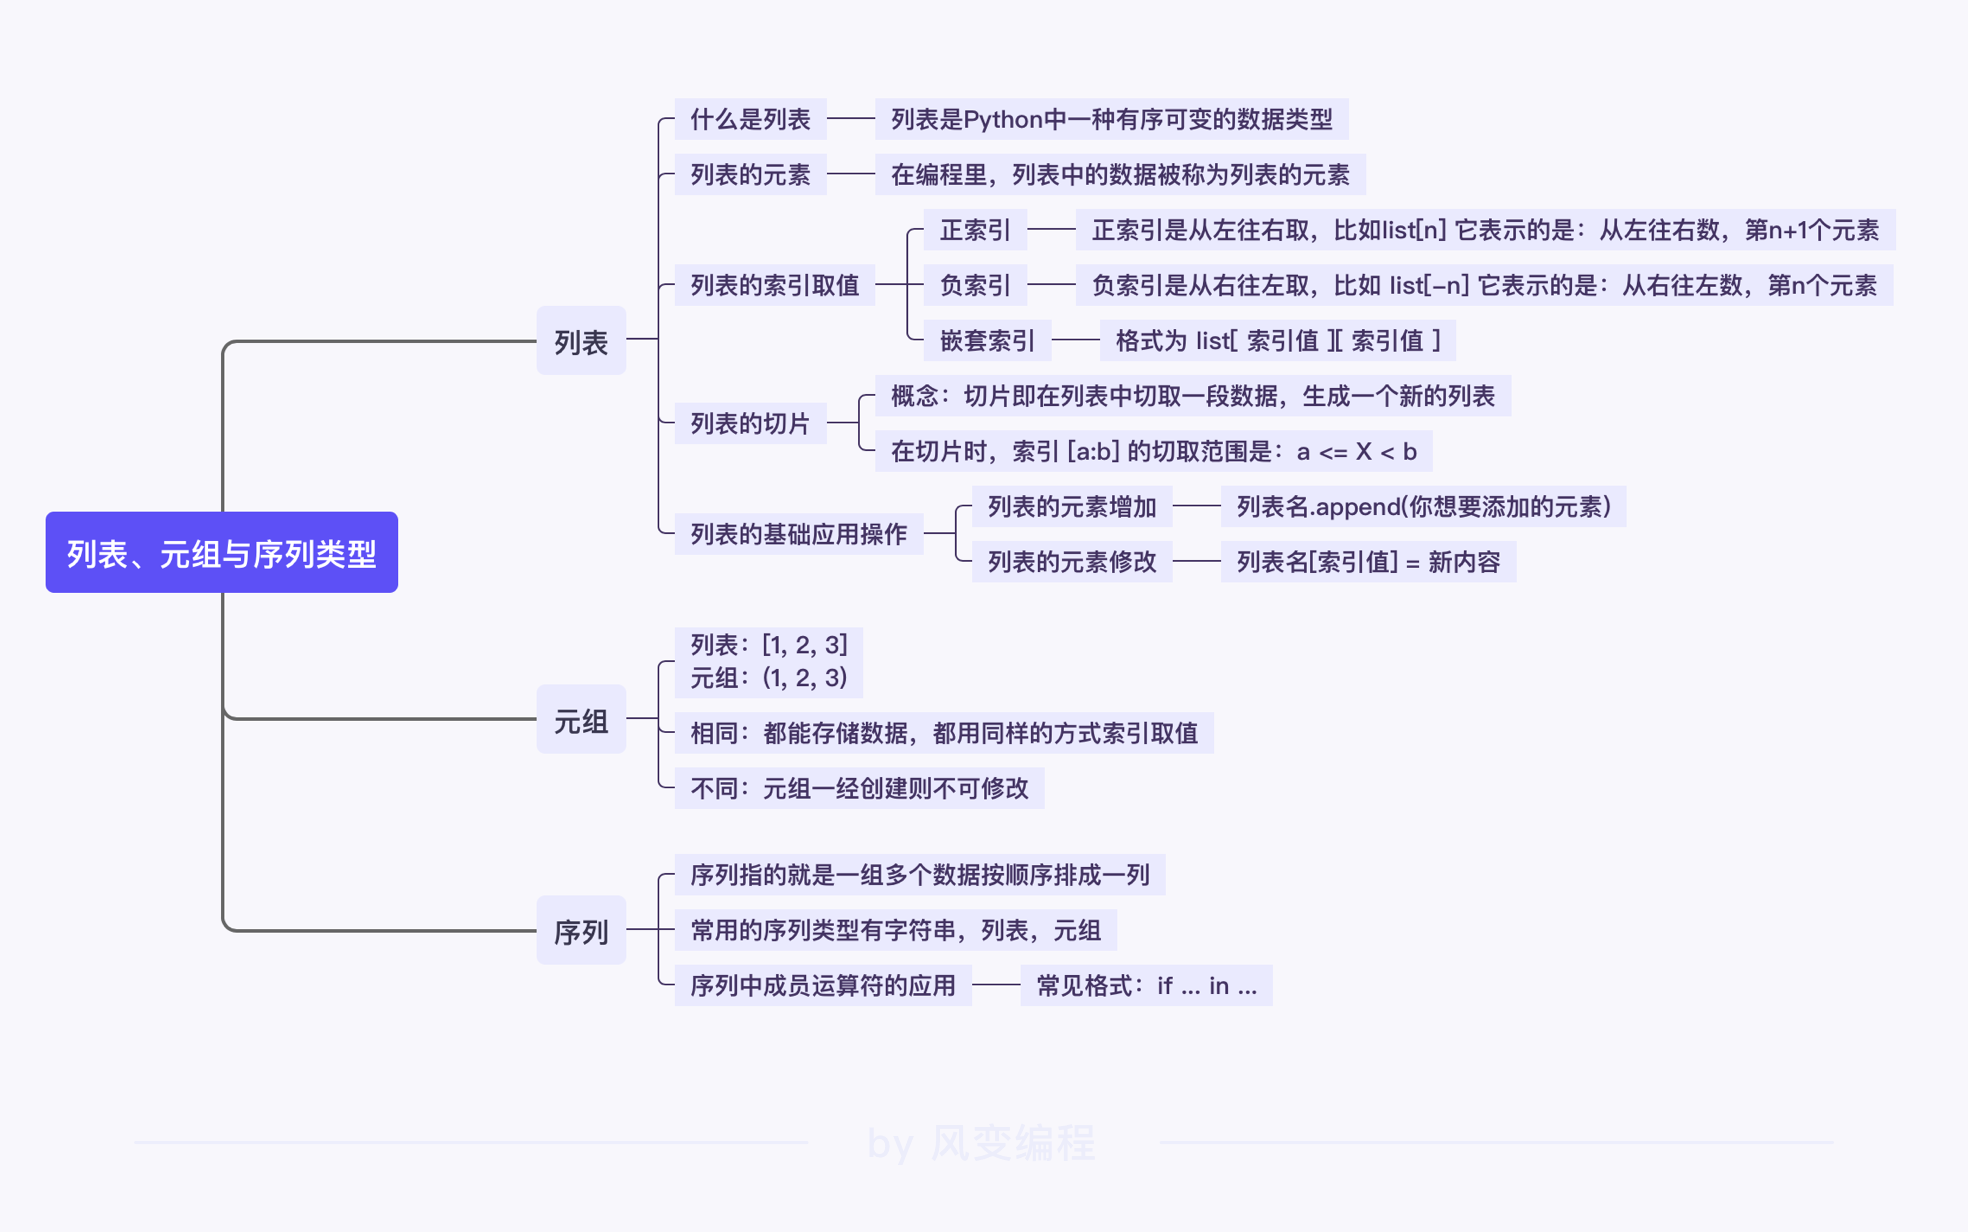 列表、元组与序列类型
列表
什么是列表
列表是Python中一种有序可变的数据类型
列表的元素
在编程里，列表中的数据被称为列表的元素
列表的索引取值
正索引
正索引是从左往右取，比如list[n] 它表示的是：从左往右数，第n+1个元素
负索引
负索引是从右往左取，比如 list[-n] 它表示的是：从右往左数，第n个元素
嵌套索引
格式为 list[ 索引值 ][ 索引值 ]
列表的切片
概念：切片即在列表中切取一段数据，生成一个新的列表
在切片时，索引 [a:b] 的切取范围是：a <= X < b
列表的基础应用操作
列表的元素增加
列表名.append(你想要添加的元素)
列表的元素修改
列表名[索引值] = 新内容
元组
列表：[1, 2, 3]
元组：(1, 2, 3)
相同：都能存储数据，都用同样的方式索引取值
不同：元组一经创建则不可修改
序列
序列指的就是一组多个数据按顺序排成一列
常用的序列类型有字符串，列表，元组
序列中成员运算符的应用
常见格式：if ... in ...
by 风变编程